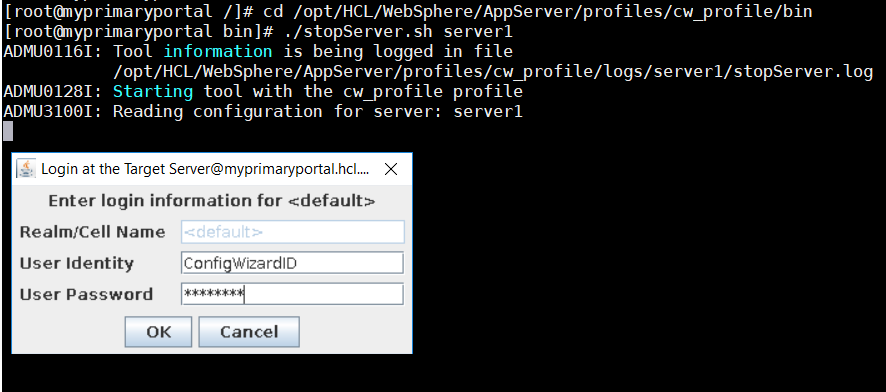 [root@myprimaryportal /]# cd /opt/HCL/WebSphere/AppServer/profiles/cw_profile/bin
[root@myprimaryportal bin]# ./stopServer.sh server1
ADMU0116I: Tool information is being logged in file
/opt/HCL/WebSphere/AppServer/profiles/cw_profile/logs/server1/stopServer.log
ADMU0128I: Starting tool with the cw_profile profile
ADMU3100I: Reading configuration for server: server1
Login at the Target Server@myprimaryportal.hcl....
Enter login information for <default>
Realm/Cell Name <default>
User Identity ConfigWizardID
User Password ********
OK Cancel